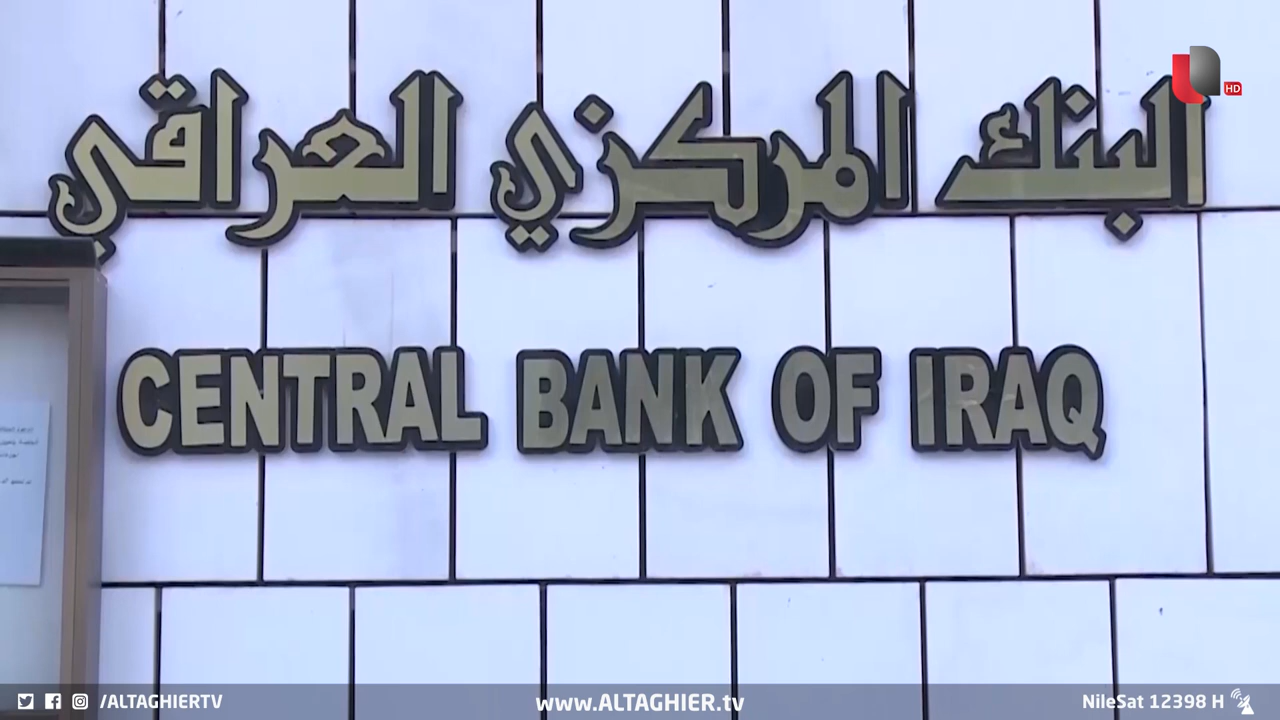 HD
البنك المركزي العراقي
CENTRAL BANK OF IRAQ
/ALTAGHIERTV
www.ALTAGHIER.tv
NileSat 12398 H